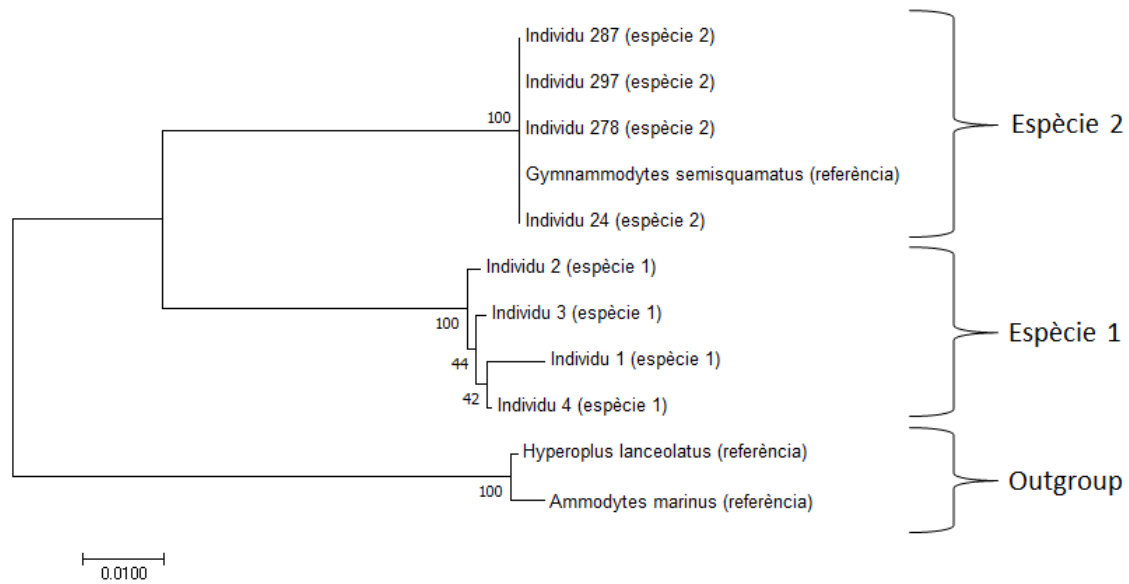 Individu 287 (espècie 2)
Individu 297 (espècie 2)
100
Individu 278 (espècie 2)
Espècie 2
Gymnammodytes semisquamatus (referència)
Individu 24 (espècie 2)
Individu 2 (espècie 1)
Individu 3 (espècie 1)
100
Espècie 1
44
Individu 1 (espècie 1)
42
Individu 4 (espècie 1)
Hyperoplus lanceolatus (referència)
Outgroup
100
Ammodytes marinus (referència)
0.0100